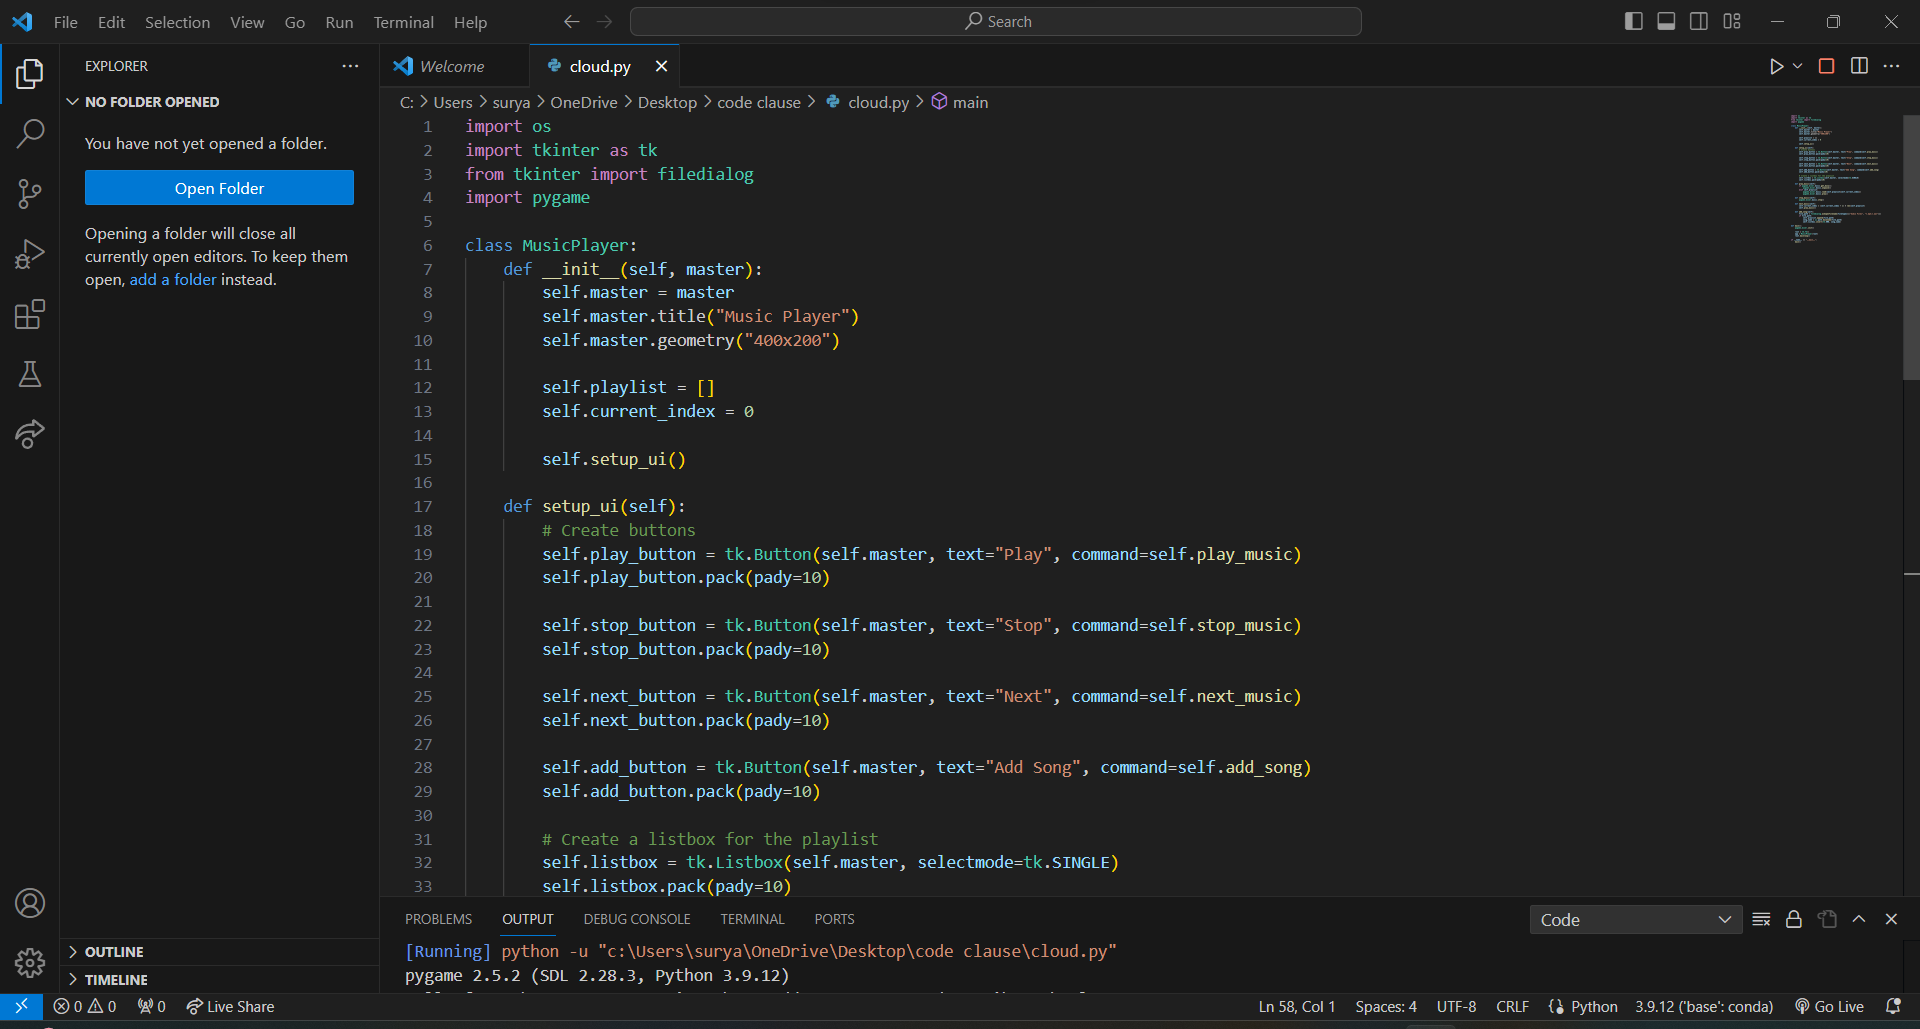 File Edit Selection View Go Run Terminal Help
Search
EXPLORER
NO FOLDER OPENED
You have not yet opened a folder.
Open Folder
Opening a folder will close all
currently open editors. To keep them
open, add a folder instead.
OUTLINE
TIMELINE
Welcome
cloud.py
C: > Users > surya > OneDrive > Desktop > code clause > cloud.py > main
1 import os
2 import tkinter as tk
3 from tkinter import filedialog
4 import pygame
5
6 class MusicPlayer:
7     def __init__(self, master):
8         self.master = master
9         self.master.title("Music Player")
10         self.master.geometry("400x200")
11
12         self.playlist = []
13         self.current_index = 0
14
15         self.setup_ui()
16
17     def setup_ui(self):
18         # Create buttons
19         self.play_button = tk.Button(self.master, text="Play", command=self.play_music)
20         self.play_button.pack(pady=10)
21
22         self.stop_button = tk.Button(self.master, text="Stop", command=self.stop_music)
23         self.stop_button.pack(pady=10)
24
25         self.next_button = tk.Button(self.master, text="Next", command=self.next_music)
26         self.next_button.pack(pady=10)
27
28         self.add_button = tk.Button(self.master, text="Add Song", command=self.add_song)
29         self.add_button.pack(pady=10)
30
31         # Create a listbox for the playlist
32         self.listbox = tk.Listbox(self.master, selectmode=tk.SINGLE)
33         self.listbox.pack(pady=10)
PROBLEMS OUTPUT DEBUG CONSOLE TERMINAL PORTS
Code
[Running] python -u "c:\Users\surya\OneDrive\Desktop\code clause\cloud.py"
pygame 2.5.2 (SDL 2.28.3, Python 3.9.12)
0 0 0 Live Share
Ln 58, Col 1 Spaces: 4 UTF-8 CRLF Python 3.9.12 ('base': conda) Go Live